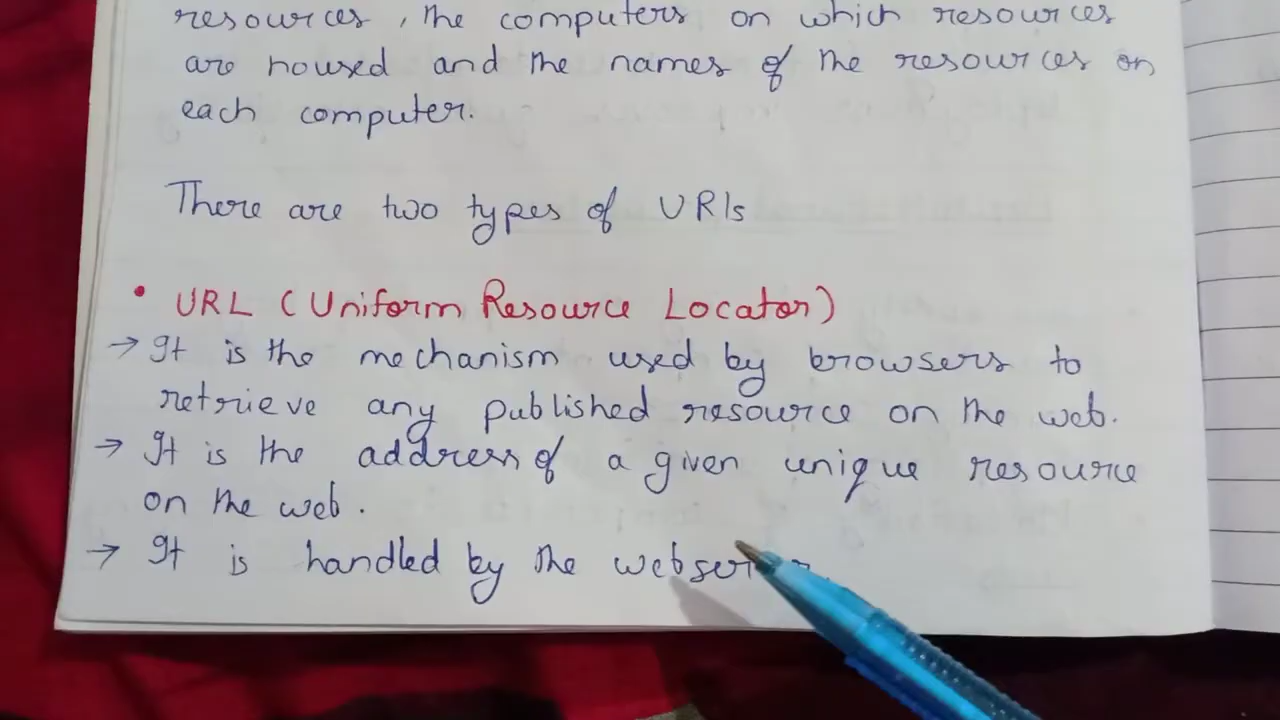 resources, the computers on which resources
are housed and the names of the resources on
each computer.
There are two types of URIs
• URL (Uniform Resource Locator)
→ It is the mechanism used by browsers to
retrieve any published resource on the web.
→ It is the address of a given unique resource
on the web.
→ It is handled by the